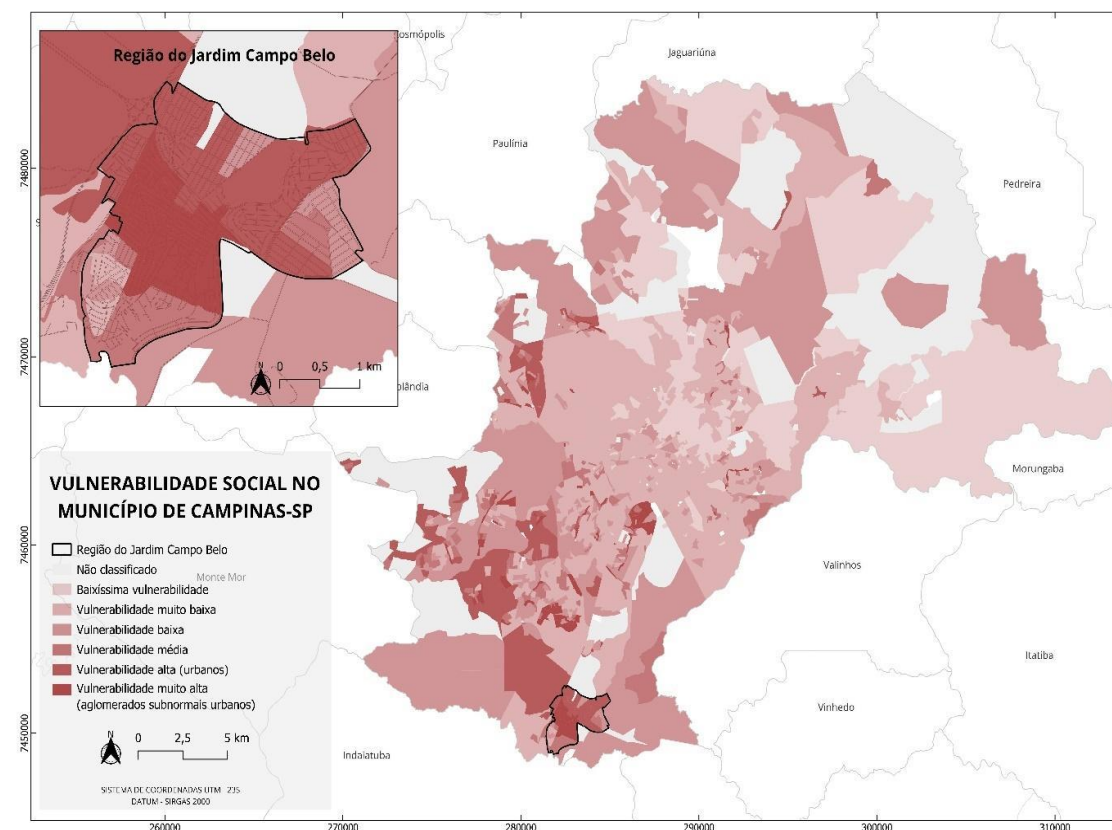 Região do Jardim Campo Belo
0 0,5 1 km
osmópolis
Jaguariúna
Paulínia
Pedreira
olândia
Morungaba
Valinhos
Itatiba
Vinhedo
Indaiatuba
Monte Mor
7480000
7470000
7460000
7450000
VULNERABILIDADE SOCIAL NO
MUNICÍPIO DE CAMPINAS-SP
Região do Jardim Campo Belo
Não classificado
Baixíssima vulnerabilidade
Vulnerabilidade muito baixa
Vulnerabilidade baixa
Vulnerabilidade média
Vulnerabilidade alta (urbanos)
Vulnerabilidade muito alta
(aglomerados subnormais urbanos)
N
N
0 2,5 5 km
SISTEMA DE COORDENADAS UTM 23S
DATUM - SIRGAS 2000
260000 270000 280000 290000 300000 310000